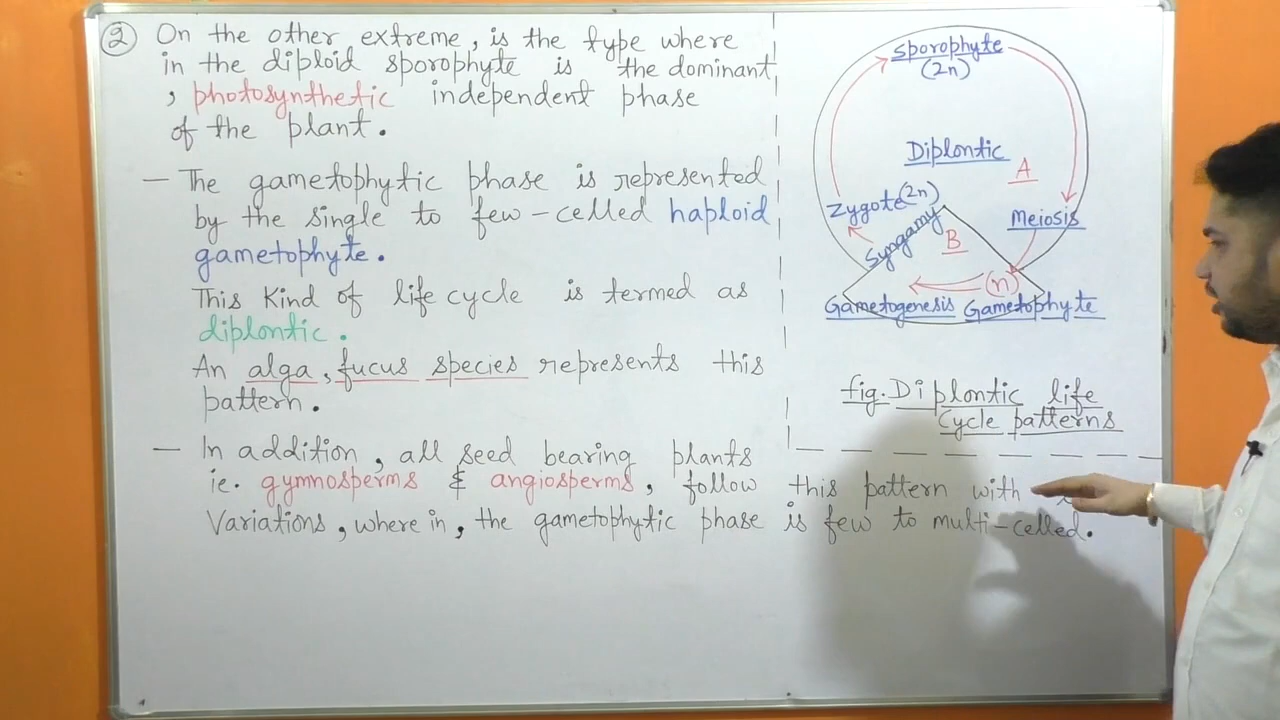 ② On the other extreme, is the type where
in the diploid sporophyte is the dominant
, photosynthetic independent phase
of the plant.
— The gametophytic phase is represented
by the single to few-celled haploid
gametophyte.
This Kind of life cycle is termed as
diplontic.
An alga, fucus species represents this
pattern.
— In addition, all seed bearing plants
ie. gymnosperms & angiosperms, follow this pattern with
Variations, where in, the gametophytic phase is few to multi-celled.
Sporophyte
(2n)
Diplontic
A
Zygote (2n)
Meiosis
Syngamy
B
(n)
Gametogenesis Gametophyte
fig. Diplontic life
Cycle patterns